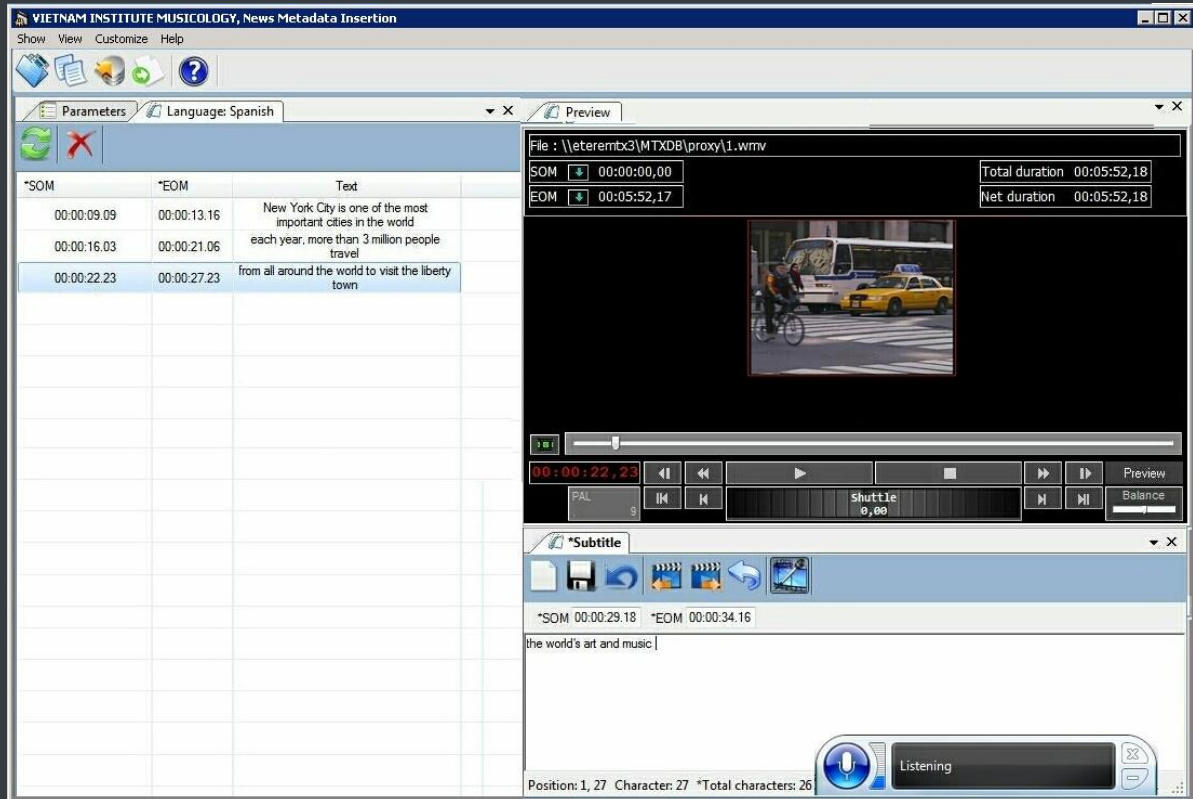 VIETNAM INSTITUTE MUSICOLOGY, News Metadata Insertion
Show View Customize Help
Parameters
Language: Spanish
*SOM *EOM Text
00:00:09.09 00:00:13.16 New York City is one of the most
important cities in the world
00:00:16.03 00:00:21.06 each year, more than 3 million people
travel
00:00:22.23 00:00:27.23 from all around the world to visit the liberty
town
Preview
File : \\eteremtx3\MTXDB\proxy\1.wmv
SOM 00:00:00,00 Total duration 00:05:52,18
EOM 00:05:52,17 Net duration 00:05:52,18
00:00:22,23 Preview
PAL 9 Shuttle Balance
0,00
*Subtitle
*SOM 00:00:29.18 *EOM 00:00:34.16
the world's art and music
Position: 1, 27 Character: 27 *Total characters: 26
Listening